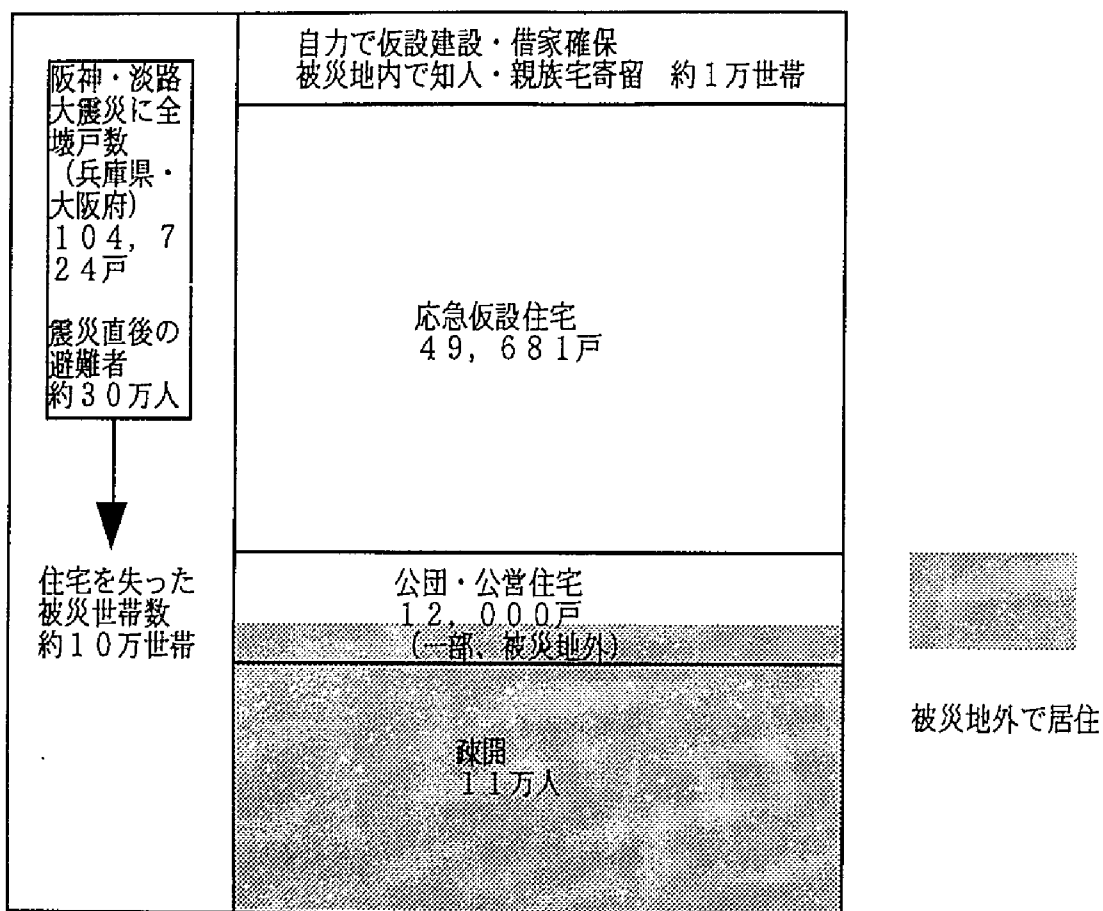 阪神・淡路
大震災に全
壊戸数
（兵庫県・
大阪府）
１０４，７
２４戸
震災直後の
避難者
約３０万人
住宅を失った
被災世帯数
約１０万世帯
自力で仮設建設・借家確保
被災地内で知人・親族宅寄留　約１万世帯
応急仮設住宅
４９，６８１戸
公団・公営住宅
１２，０００戸
（一部、被災地外）
疎開
１１万人
被災地外で居住